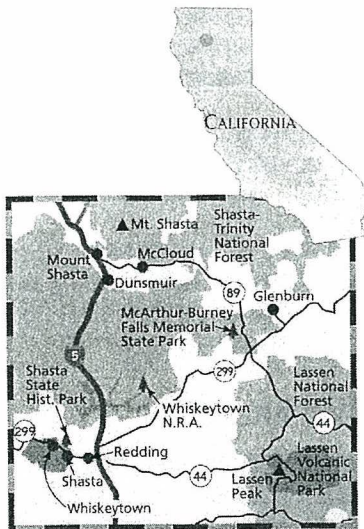 CALIFORNIA
Mt. Shasta
Shasta-
Trinity
National
Forest
McCloud
Mount
Shasta
Dunsmuir
89
Glenburn
McArthur-Burney
Falls Memorial
State Park
5
299
Shasta
State
Hist. Park
Whiskeytown
N.R.A.
Lassen
National
Forest
299
44
Redding
Lassen
Volcanic
National
Park
Shasta
44
Lassen
Peak
Whiskeytown